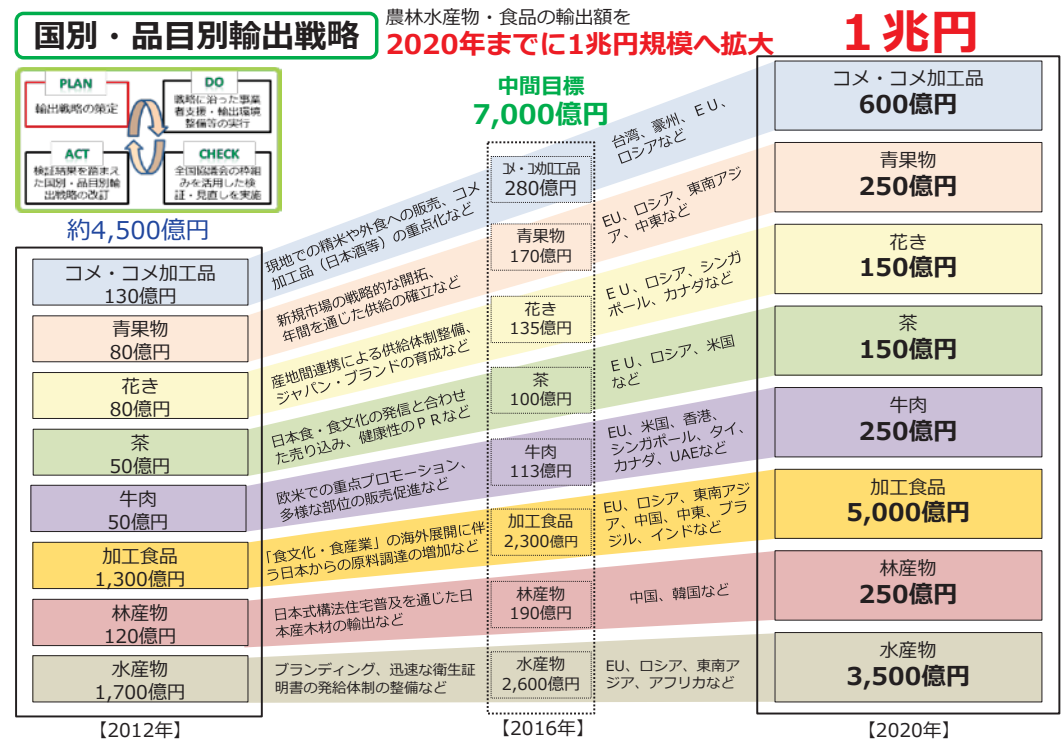 国別・品目別輸出戦略
農林水産物・食品の輸出額を
2020年までに1兆円規模へ拡大
１兆円
PLAN
輸出戦略の策定
DO
戦略に沿った事業
者支援・輸出環境
整備等の実行
ACT
検証結果を踏まえ
た国別・品目別輸
出戦略の改訂
CHECK
全国協議会の枠組
みを活用した検
証・見直しを実施
中間目標
7,000億円
約4,500億円
コメ・コメ加工品
130億円
青果物
80億円
花き
80億円
茶
50億円
牛肉
50億円
加工食品
1,300億円
林産物
120億円
水産物
1,700億円
【2012年】
現地での精米や外食への販売、コメ
加工品（日本酒等）の重点化など
新規市場の戦略的な開拓、
年間を通じた供給の確立など
産地間連携による供給体制整備、
ジャパン・ブランドの育成など
日本食・食文化の発信と合わせ
た売り込み、健康性のＰＲなど
欧米での重点プロモーション、
多様な部位の販売促進など
「食文化・食産業」の海外展開に伴
う日本からの原料調達の増加など
日本式構法住宅普及を通じた日
本産木材の輸出など
ブランディング、迅速な衛生証
明書の発給体制の整備など
コメ・コメ加工品
280億円
青果物
170億円
花き
135億円
茶
100億円
牛肉
113億円
加工食品
2,300億円
林産物
190億円
水産物
2,600億円
【2016年】
台湾、豪州、ＥＵ、
ロシアなど
EU、ロシア、東南アジ
ア、中東など
ＥＵ、ロシア、シンガ
ポール、カナダなど
ＥＵ、ロシア、米国
など
EU、米国、香港、
シンガポール、タイ、
カナダ、UAEなど
EU、ロシア、東南アジ
ア、中国、中東、ブラ
ジル、インドなど
中国、韓国など
EU、ロシア、東南ア
ジア、アフリカなど
コメ・コメ加工品
600億円
青果物
250億円
花き
150億円
茶
150億円
牛肉
250億円
加工食品
5,000億円
林産物
250億円
水産物
3,500億円
【2020年】